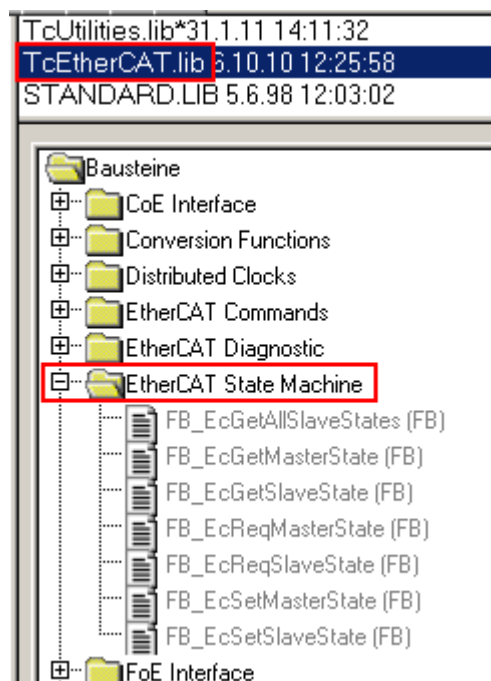 TcUtilities.lib*31.1.11 14:11:32
TcEtherCAT.lib 6.10.10 12:25:58
STANDARD.LIB 5.6.98 12:03:02
Bausteine
CoE Interface
Conversion Functions
Distributed Clocks
EtherCAT Commands
EtherCAT Diagnostic
EtherCAT State Machine
FB_EcGetAllSlaveStates (FB)
FB_EcGetMasterState (FB)
FB_EcGetSlaveState (FB)
FB_EcReqMasterState (FB)
FB_EcReqSlaveState (FB)
FB_EcSetMasterState (FB)
FB_EcSetSlaveState (FB)
FoE Interface